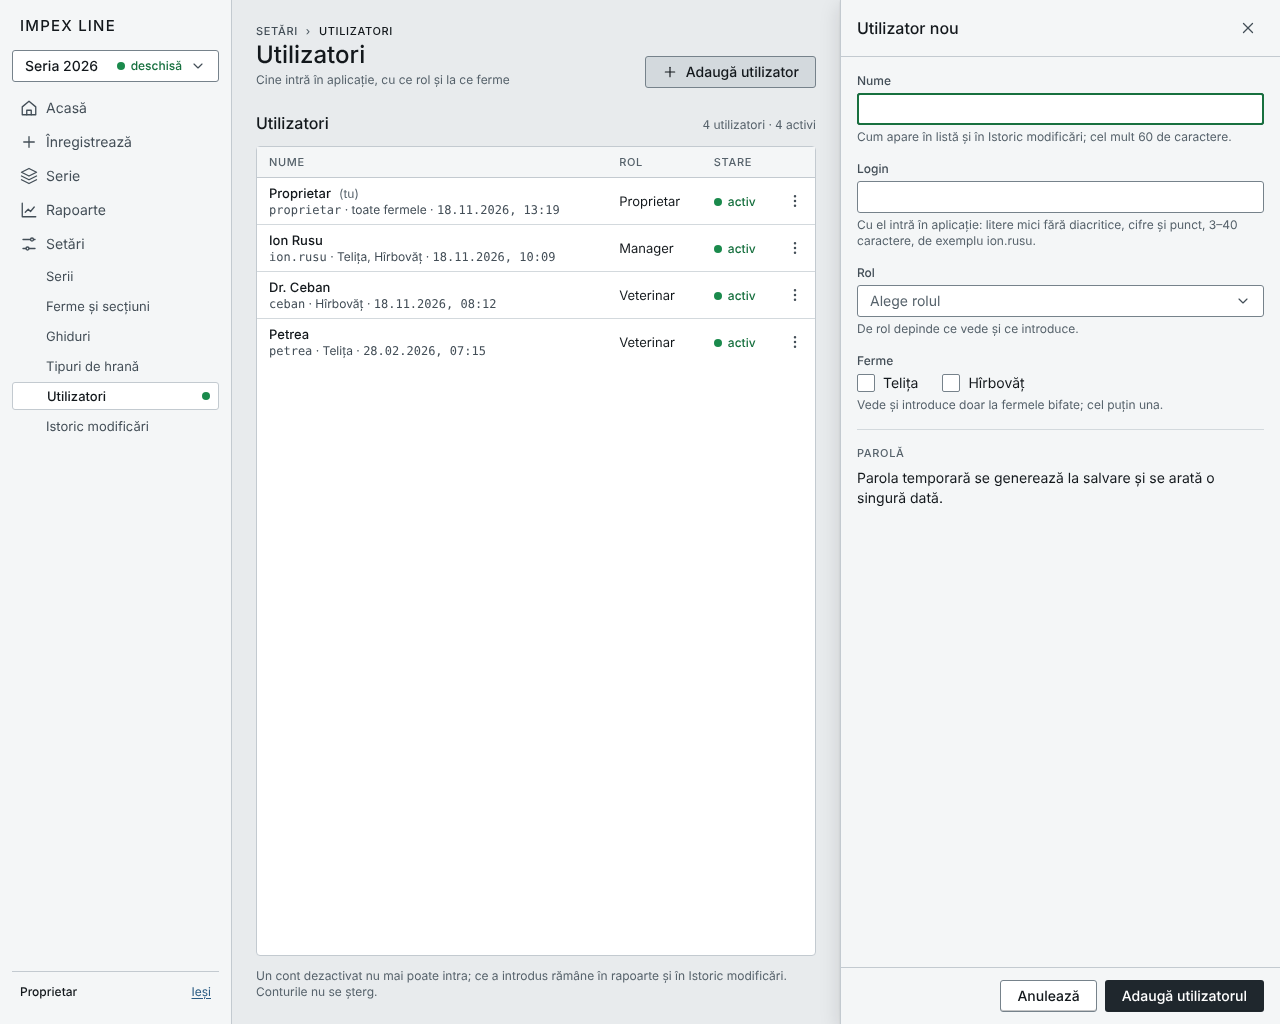 IMPEX LINE
Seria 2026 deschisă
Acasă
Înregistrează
Serie
Rapoarte
Setări
Serii
Ferme și secțiuni
Ghiduri
Tipuri de hrană
Utilizatori
Istoric modificări
Proprietar Ieși
SETĂRI › UTILIZATORI
Utilizatori
Cine intră în aplicație, cu ce rol și la ce ferme
Adaugă utilizator
Utilizatori
4 utilizatori · 4 activi
NUME ROL STARE
Proprietar (tu) Proprietar activ
proprietar · toate fermele · 18.11.2026, 13:19
Ion Rusu Manager activ
ion.rusu · Telița, Hîrbovăț · 18.11.2026, 10:09
Dr. Ceban Veterinar activ
ceban · Hîrbovăț · 18.11.2026, 08:12
Petrea Veterinar activ
petrea · Telița · 28.02.2026, 07:15
Un cont dezactivat nu mai poate intra; ce a introdus rămâne în rapoarte și în Istoric modificări.
Conturile nu se șterg.
Utilizator nou
Nume
Cum apare în listă și în Istoric modificări; cel mult 60 de caractere.
Login
Cu el intră în aplicație: litere mici fără diacritice, cifre și punct, 3–40
caractere, de exemplu ion.rusu.
Rol
Alege rolul
De rol depinde ce vede și ce introduce.
Ferme
Telița Hîrbovăț
Vede și introduce doar la fermele bifate; cel puțin una.
PAROLĂ
Parola temporară se generează la salvare și se arată o
singură dată.
Anulează Adaugă utilizatorul